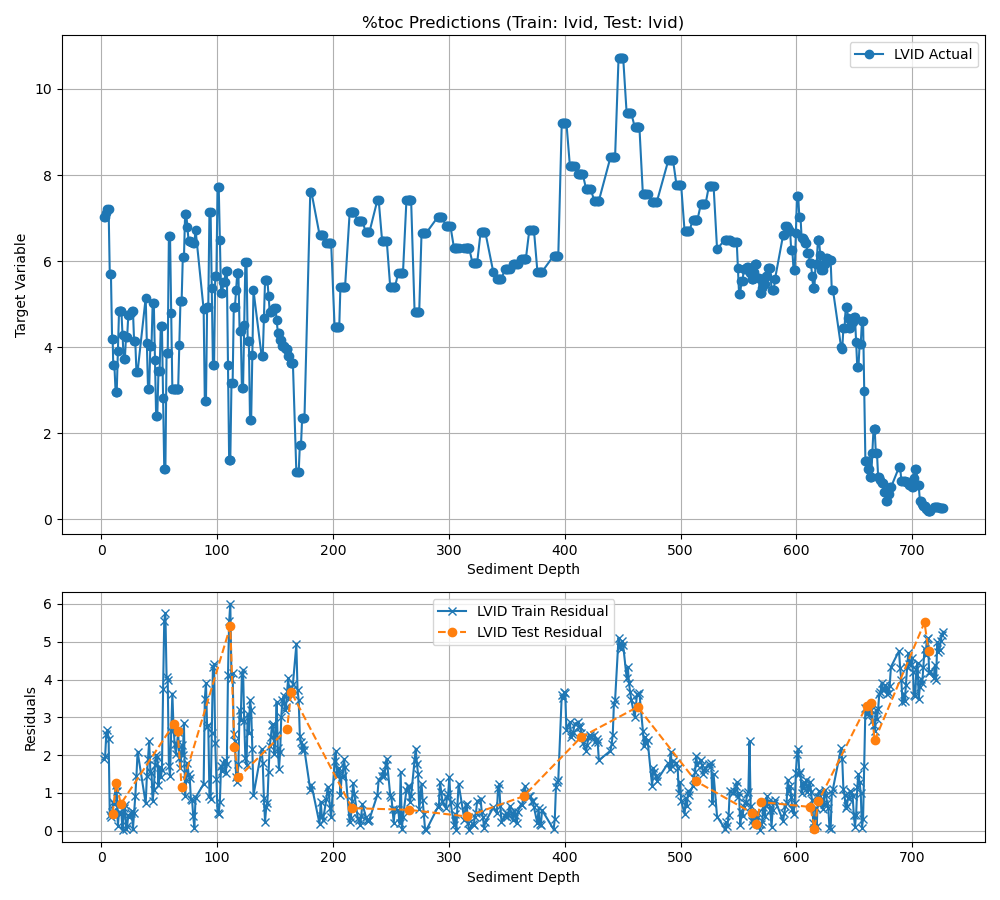 %toc Predictions (Train: lvid, Test: lvid)
LVID Actual
Target Variable
10
8
6
4
2
0
0 100 200 300 400 500 600 700
Sediment Depth
LVID Train Residual
LVID Test Residual
Residuals
6
5
4
3
2
1
0
0 100 200 300 400 500 600 700
Sediment Depth